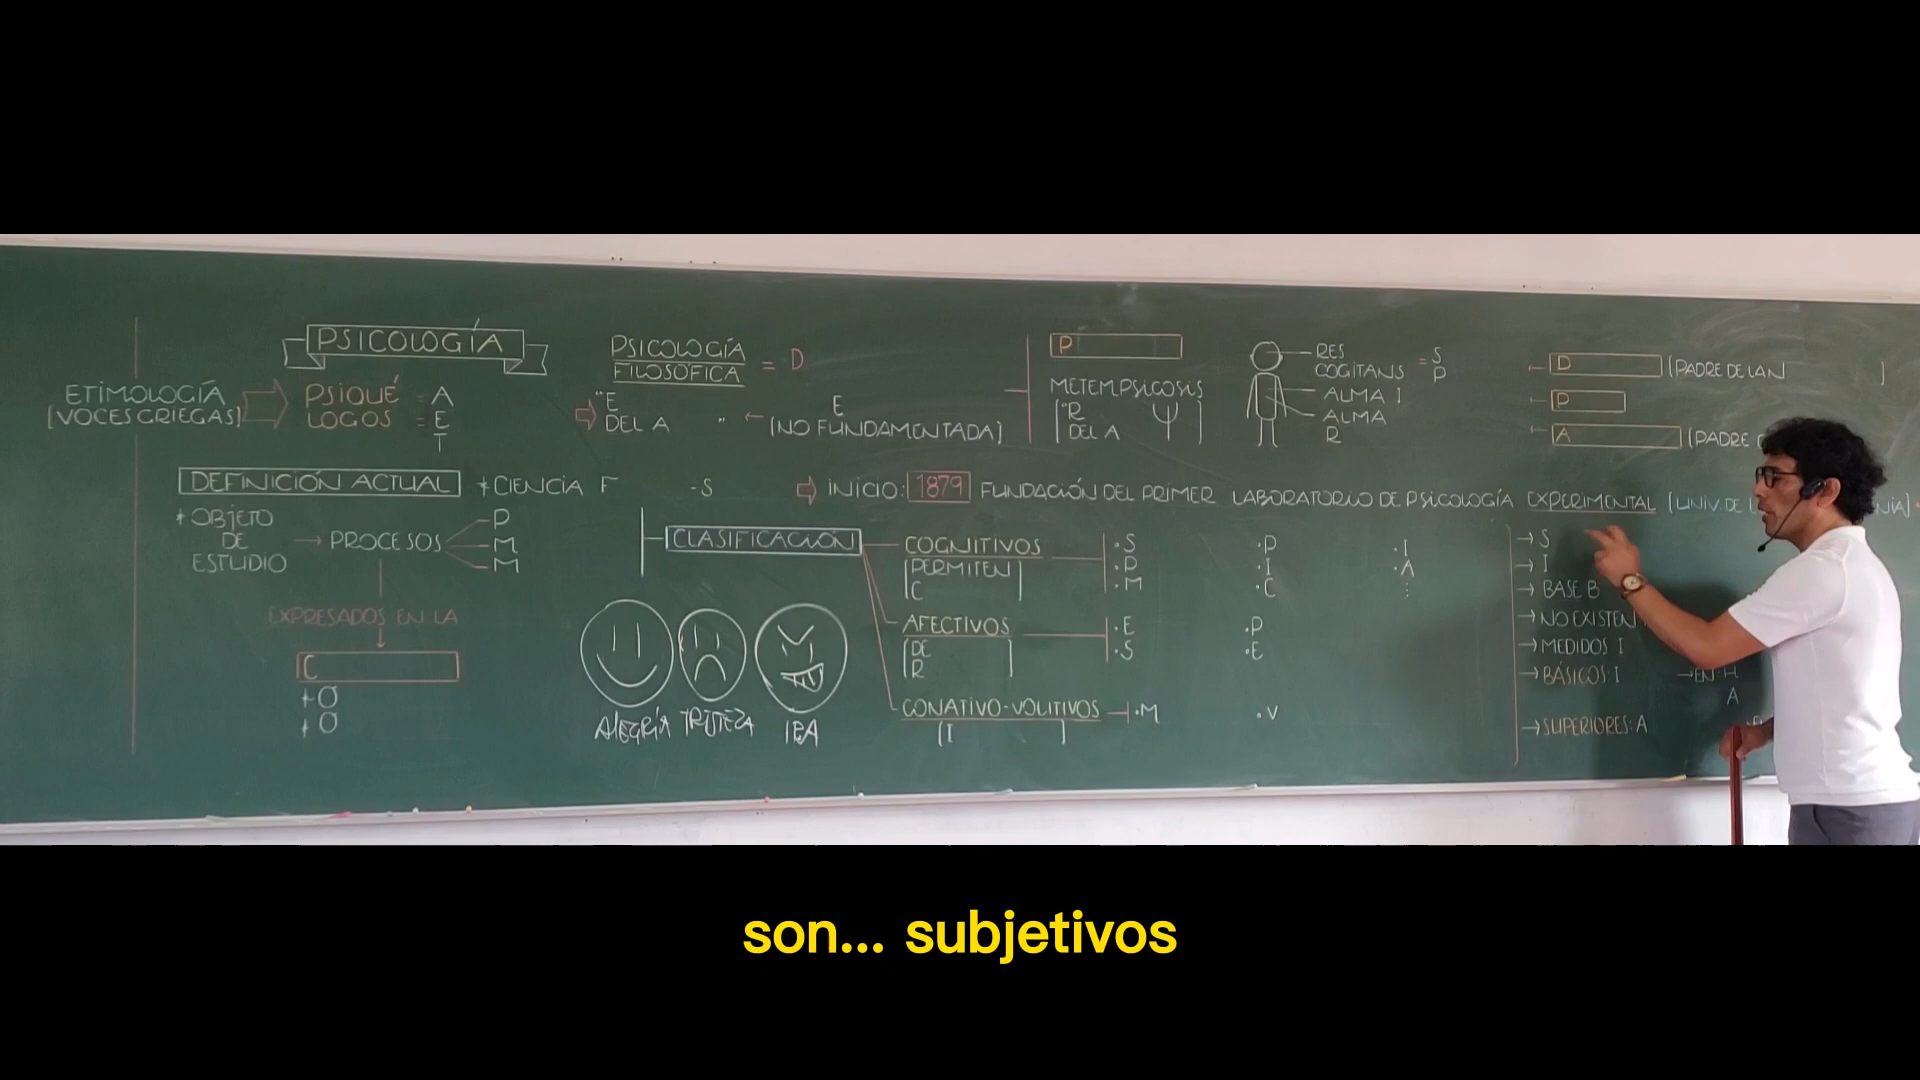 PSICOLOGÍA
ETIMOLOGÍA
[VOCES GRIEGAS]
PSIQUÉ = A
LOGOS = E
T
PSICOLOGÍA
FILOSÓFICA = D
"E
DEL A " ← E
[NO FUNDAMENTADA]
P
METEMPSICOSIS
["R
DEL A Ψ ]
RES
COGITANS = S
P
ALMA I
ALMA
R
D [PADRE DE LA N ]
P
A [PADRE
DEFINICIÓN ACTUAL
* CIENCIA F - S
⇨ INICIO: 1879 FUNDACIÓN DEL PRIMER LABORATORIO DE PSICOLOGÍA EXPERIMENTAL [UNIV. DE L NIA]
* OBJETO
DE
ESTUDIO
→ PROCESOS
P
M
M
EXPRESADOS EN LA
C
+ O
+ O
CLASIFICACIÓN
COGNITIVOS
[PERMITEN ]
C
·S ·P ·I
·P ·I ·A
·M ·C ⋮
AFECTIVOS
[DE
R ]
·E ·P
·S ·E
CONATIVO-VOLITIVOS
[I ]
·M ·V
ALEGRÍA TRISTEZA IRA
→ S
→ I
→ BASE B
→ NO EXISTEN
→ MEDIDOS I
→ BÁSICOS: I → EN: H
A
→ SUPERIORES: A
son... subjetivos